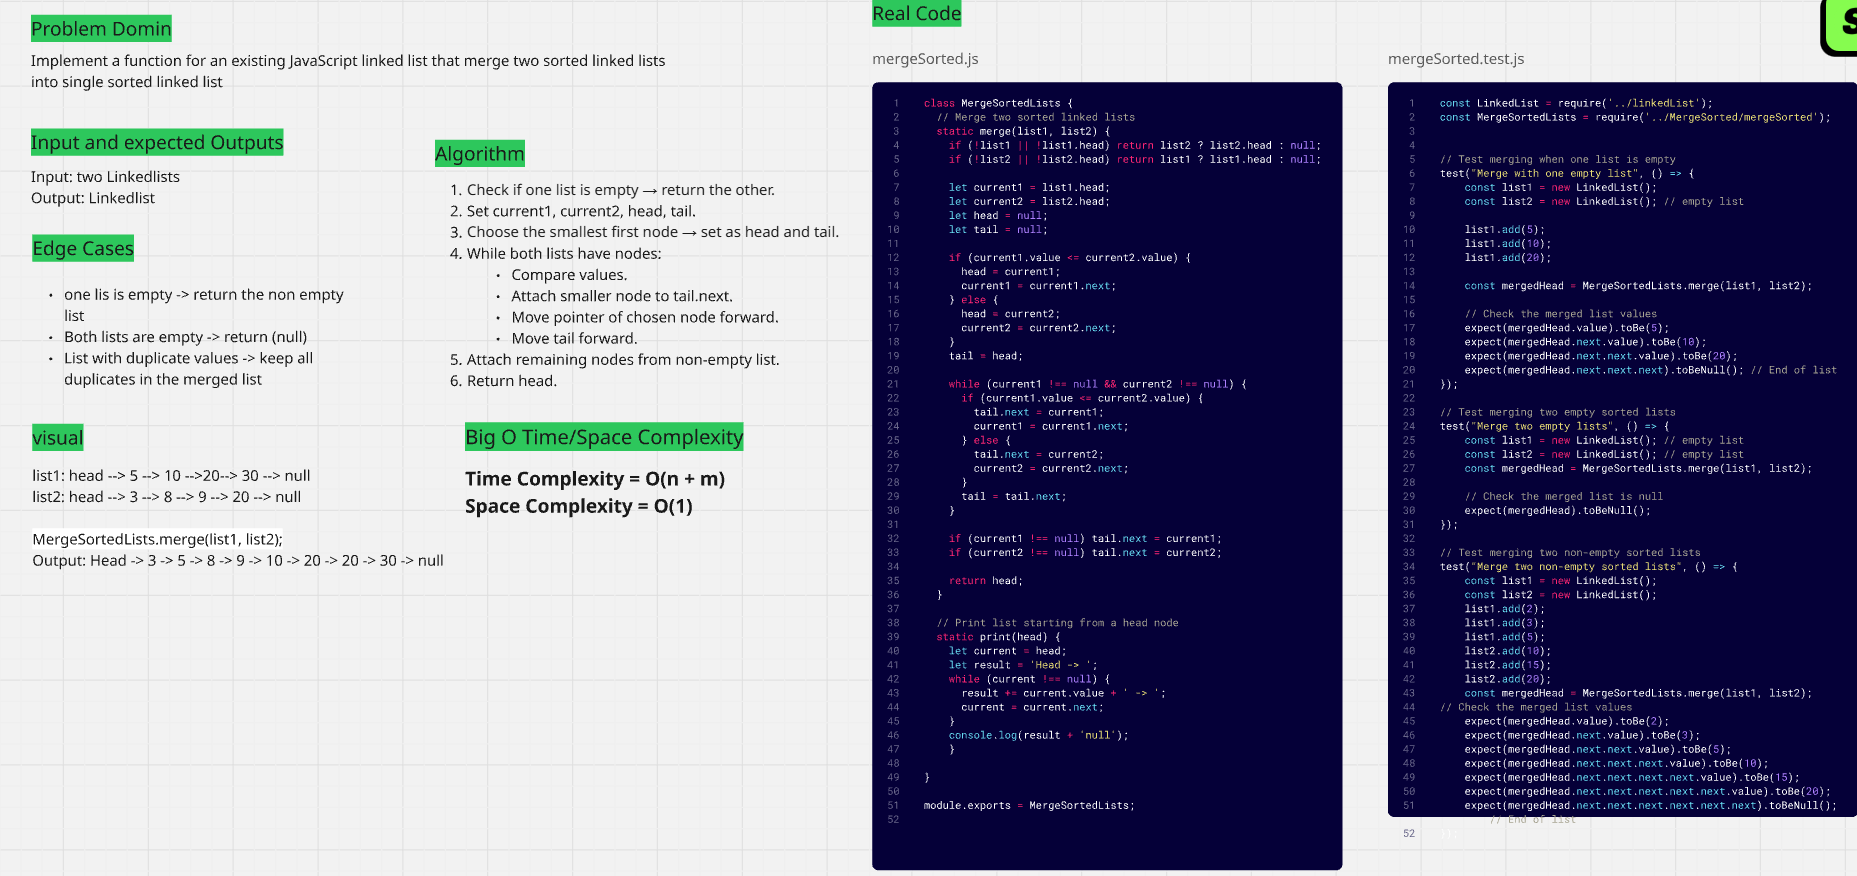 Problem Domin
Implement a function for an existing JavaScript linked list that merge two sorted linked lists
into single sorted linked list
Input and expected Outputs
Input: two Linkedlists
Output: Linkedlist
Edge Cases
• one lis is empty -> return the non empty
list
• Both lists are empty -> return (null)
• List with duplicate values -> keep all
duplicates in the merged list
visual
list1: head --> 5 --> 10 -->20--> 30 --> null
list2: head --> 3 --> 8 --> 9 --> 20 --> null
MergeSortedLists.merge(list1, list2);
Output: Head -> 3 -> 5 -> 8 -> 9 -> 10 -> 20 -> 20 -> 30 -> null
Algorithm
1. Check if one list is empty → return the other.
2. Set current1, current2, head, tail.
3. Choose the smallest first node → set as head and tail.
4. While both lists have nodes:
• Compare values.
• Attach smaller node to tail.next.
• Move pointer of chosen node forward.
• Move tail forward.
5. Attach remaining nodes from non-empty list.
6. Return head.
Big O Time/Space Complexity
Time Complexity = O(n + m)
Space Complexity = O(1)
Real Code
mergeSorted.js
1 class MergeSortedLists {
2 // Merge two sorted linked lists
3 static merge(list1, list2) {
4 if (!list1 || !list1.head) return list2 ? list2.head : null;
5 if (!list2 || !list2.head) return list1 ? list1.head : null;
6
7 let current1 = list1.head;
8 let current2 = list2.head;
9 let head = null;
10 let tail = null;
11
12 if (current1.value <= current2.value) {
13 head = current1;
14 current1 = current1.next;
15 } else {
16 head = current2;
17 current2 = current2.next;
18 }
19 tail = head;
20
21 while (current1 !== null && current2 !== null) {
22 if (current1.value <= current2.value) {
23 tail.next = current1;
24 current1 = current1.next;
25 } else {
26 tail.next = current2;
27 current2 = current2.next;
28 }
29 tail = tail.next;
30 }
31
32 if (current1 !== null) tail.next = current1;
33 if (current2 !== null) tail.next = current2;
34
35 return head;
36 }
37
38 // Print list starting from a head node
39 static print(head) {
40 let current = head;
41 let result = 'Head -> ';
42 while (current !== null) {
43 result += current.value + ' -> ';
44 current = current.next;
45 }
46 console.log(result + 'null');
47 }
48
49 }
50
51 module.exports = MergeSortedLists;
52
mergeSorted.test.js
1 const LinkedList = require('../linkedList');
2 const MergeSortedLists = require('../MergeSorted/mergeSorted');
3
4
5 // Test merging when one list is empty
6 test("Merge with one empty list", () => {
7 const list1 = new LinkedList();
8 const list2 = new LinkedList(); // empty list
9
10 list1.add(5);
11 list1.add(10);
12 list1.add(20);
13
14 const mergedHead = MergeSortedLists.merge(list1, list2);
15
16 // Check the merged list values
17 expect(mergedHead.value).toBe(5);
18 expect(mergedHead.next.value).toBe(10);
19 expect(mergedHead.next.next.value).toBe(20);
20 expect(mergedHead.next.next.next).toBeNull(); // End of list
21 });
22
23 // Test merging two empty sorted lists
24 test("Merge two empty lists", () => {
25 const list1 = new LinkedList(); // empty list
26 const list2 = new LinkedList(); // empty list
27 const mergedHead = MergeSortedLists.merge(list1, list2);
28
29 // Check the merged list is null
30 expect(mergedHead).toBeNull();
31 });
32
33 // Test merging two non-empty sorted lists
34 test("Merge two non-empty sorted lists", () => {
35 const list1 = new LinkedList();
36 const list2 = new LinkedList();
37 list1.add(2);
38 list1.add(3);
39 list1.add(5);
40 list2.add(10);
41 list2.add(15);
42 list2.add(20);
43 const mergedHead = MergeSortedLists.merge(list1, list2);
44 // Check the merged list values
45 expect(mergedHead.value).toBe(2);
46 expect(mergedHead.next.value).toBe(3);
47 expect(mergedHead.next.next.value).toBe(5);
48 expect(mergedHead.next.next.next.value).toBe(10);
49 expect(mergedHead.next.next.next.next.value).toBe(15);
50 expect(mergedHead.next.next.next.next.next.value).toBe(20);
51 expect(mergedHead.next.next.next.next.next.next).toBeNull();
// End of list
52